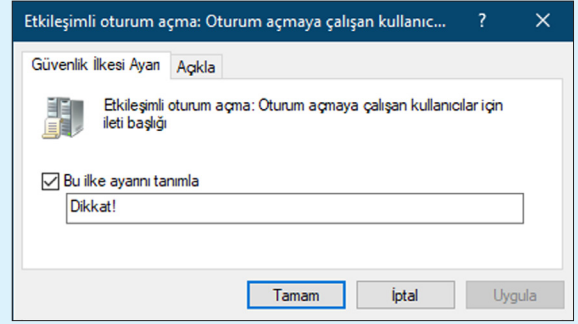 Etkileşimli oturum açma: Oturum açmaya çalışan kullanıc... ? ×
Güvenlik İlkesi Ayarı Açıkla
Etkileşimli oturum açma: Oturum açmaya çalışan kullanıcılar için
ileti başlığı
Bu ilke ayarını tanımla
Dikkat!
Tamam İptal Uygula